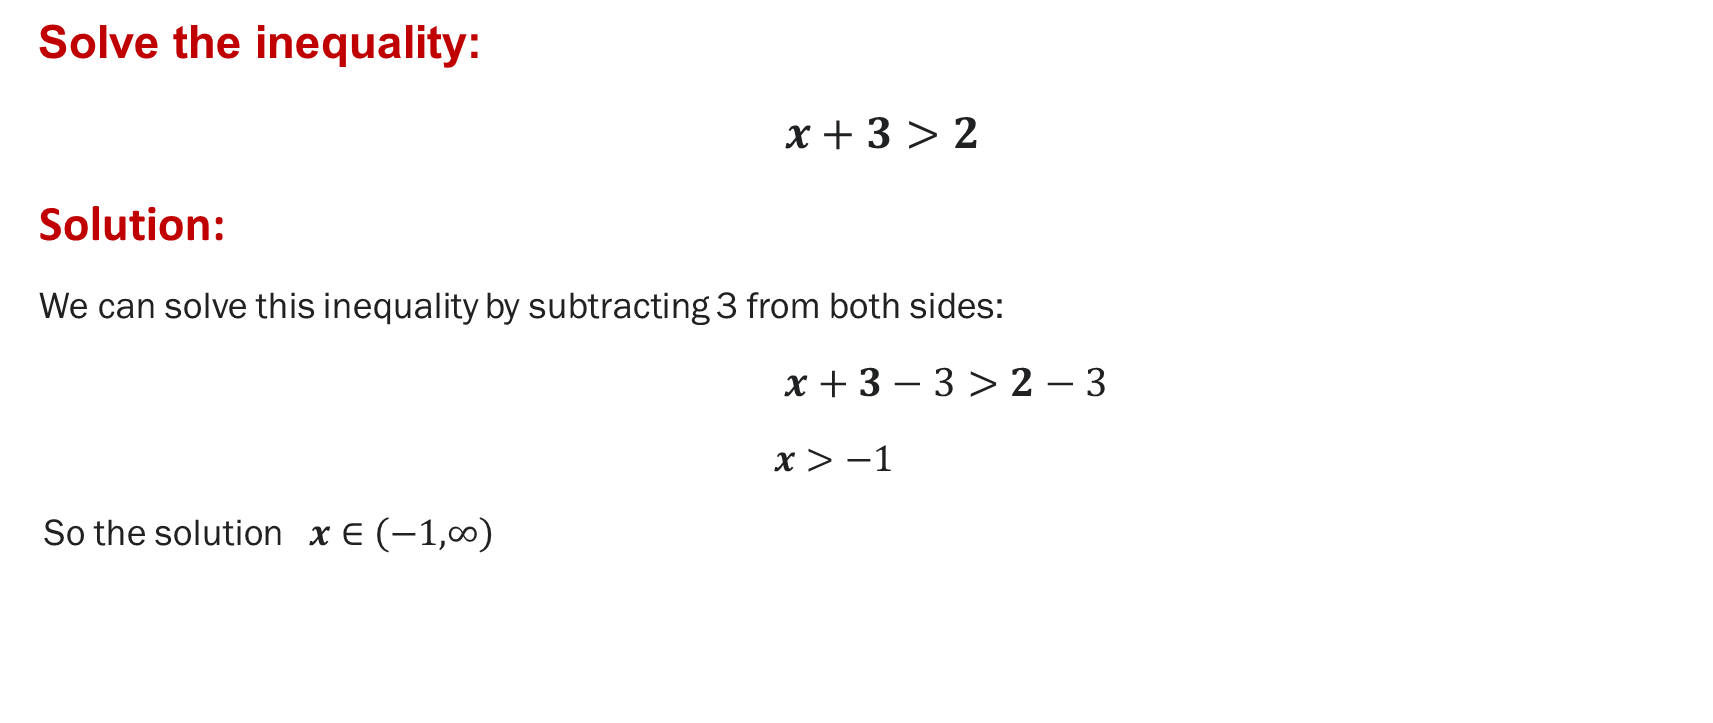 Solve the inequality:
x + 3 > 2
Solution:
We can solve this inequality by subtracting 3 from both sides:
x + 3 − 3 > 2 − 3
x > −1
So the solution x ∈ (−1,∞)